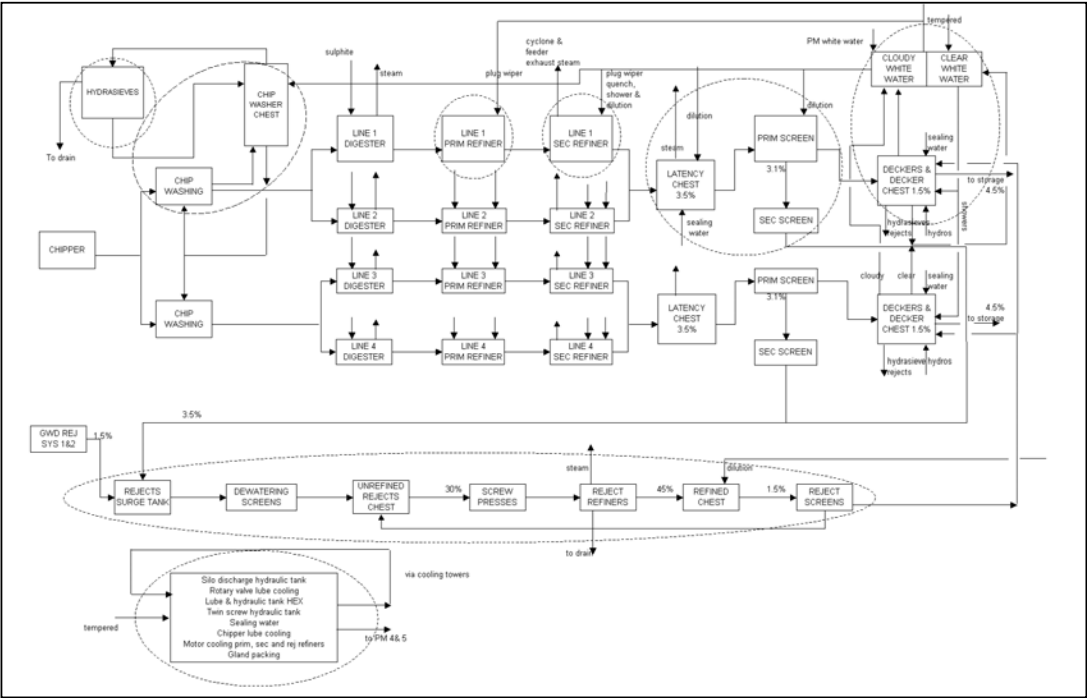 tempered
PM white water
CLOUDY
WHITE
WATER
CLEAR
WHITE
WATER
cyclone &
feeder
exhaust steam
sulphite
steam
plug wiper
plug wiper
quench,
shower &
dilution
HYDRASIEVES
To drain
CHIP
WASHER
CHEST
CHIP
WASHING
CHIPPER
CHIP
WASHING
LINE 1
DIGESTER
LINE 1
PRIM REFINER
LINE 1
SEC REFINER
LINE 2
DIGESTER
LINE 2
PRIM REFINER
LINE 2
SEC REFINER
LINE 3
DIGESTER
LINE 3
PRIM REFINER
LINE 3
SEC REFINER
LINE 4
DIGESTER
LINE 4
PRIM REFINER
LINE 4
SEC REFINER
steam
dilution
LATENCY
CHEST
3.5%
sealing
water
dilution
PRIM SCREEN
3.1%
SEC SCREEN
LATENCY
CHEST
3.5%
PRIM SCREEN
3.1%
SEC SCREEN
sealing
water
DECKERS &
DECKER
CHEST 1.5%
to storage
4.5%
showers
hydrasieves
rejects
hydros
cloudy
clear
sealing
water
DECKERS &
DECKER
CHEST 1.5%
4.5%
to storage
hydrasieve
rejects
hydros
3.5%
GWD REJ
SYS 1&2
1.5%
REJECTS
SURGE TANK
DEWATERING
SCREENS
UNREFINED
REJECTS
CHEST
30%
SCREW
PRESSES
steam
REJECT
REFINERS
to drain
45%
dilution
REFINED
CHEST
1.5%
REJECT
SCREENS
via cooling towers
tempered
Silo discharge hydraulic tank
Rotary valve lube cooling
Lube & hydraulic tank HEX
Twin screw hydraulic tank
Sealing water
Chipper lube cooling
Motor cooling prim, sec and rej refiners
Gland packing
to PM 4& 5